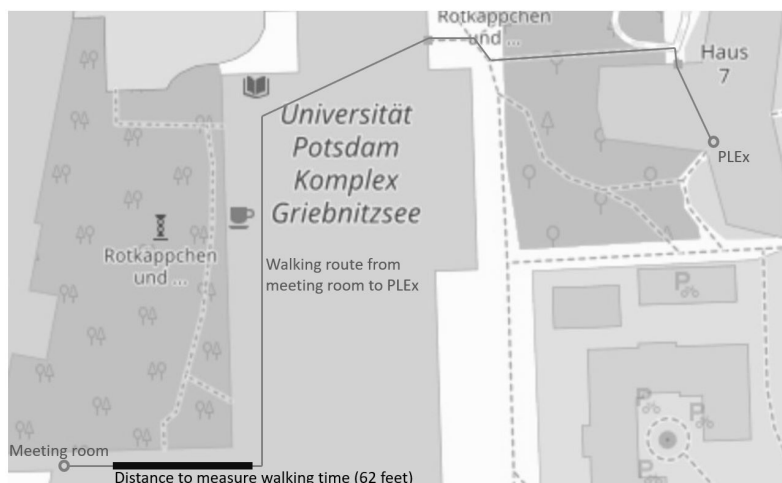 Rotkäppchen
und ...
Haus
7
Universität
Potsdam
Komplex
Griebnitzsee
PLEx
Rotkäppchen
und ...
Walking route from
meeting room to PLEx
P
P
P
P
Meeting room
Distance to measure walking time (62 feet)